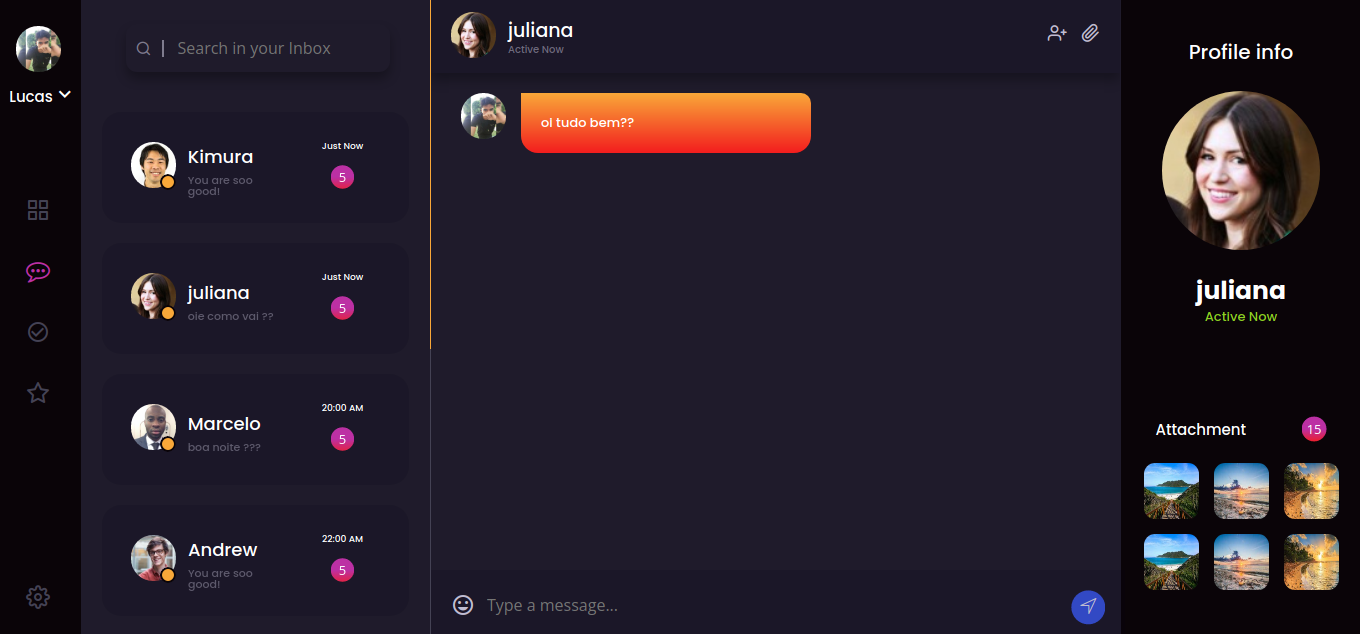 Lucas
Search in your Inbox
Kimura
Just Now
You are soo
good!
5
juliana
Just Now
ole como vai ??
5
Marcelo
20:00 AM
boa noite ???
5
Andrew
22:00 AM
You are soo
good!
5
juliana
Active Now
ol tudo bem??
Type a message...
Profile info
juliana
Active Now
Attachment
15